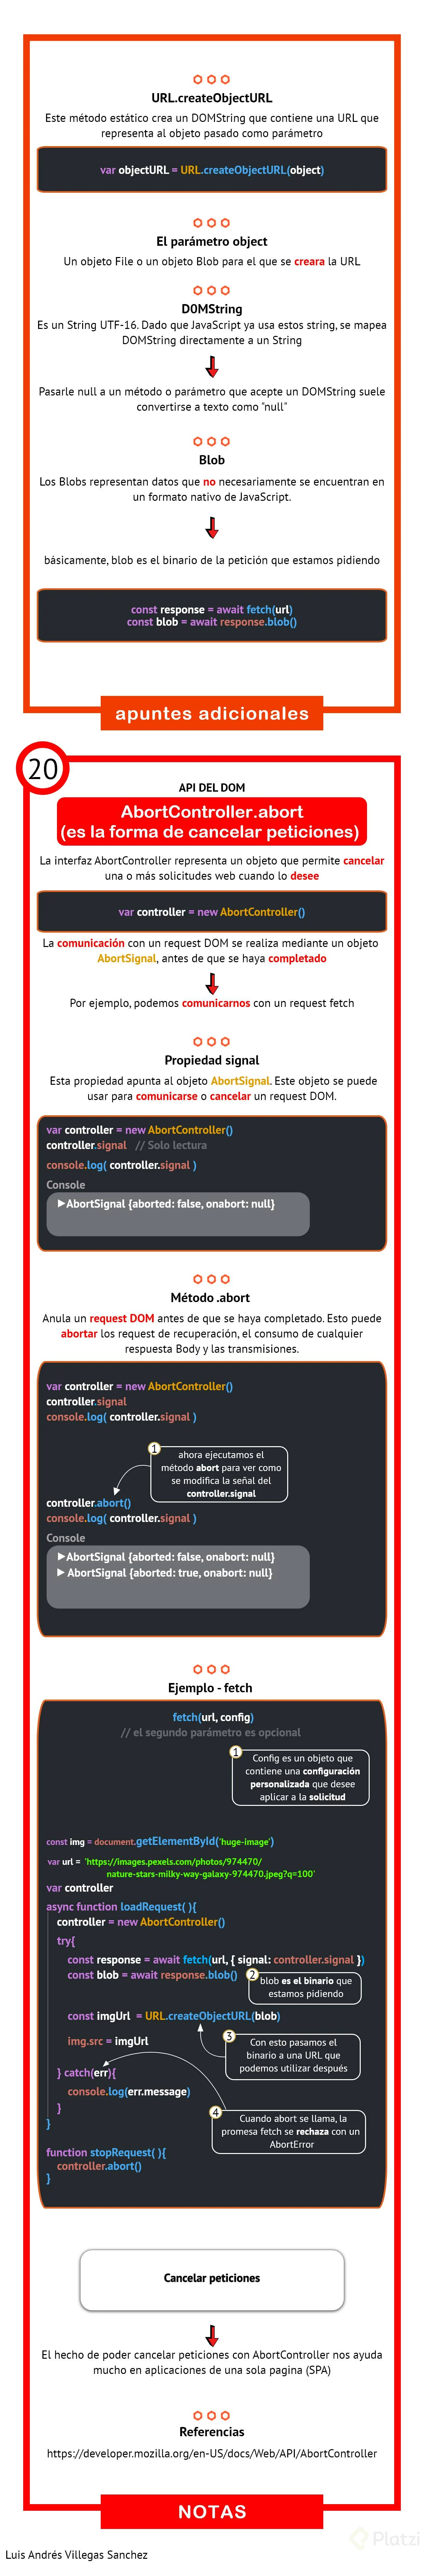 URL.createObjectURL
Este método estático crea un DOMString que contiene una URL que
representa al objeto pasado como parámetro
var objectURL = URL.createObjectURL(object)
El parámetro object
Un objeto File o un objeto Blob para el que se creara la URL
DOMString
Es un String UTF-16. Dado que JavaScript ya usa estos string, se mapea
DOMString directamente a un String
Pasarle null a un método o parámetro que acepte un DOMString suele
convertirse a texto como "null"
Blob
Los Blobs representan datos que no necesariamente se encuentran en
un formato nativo de JavaScript.
básicamente, blob es el binario de la petición que estamos pidiendo
const response = await fetch(url)
const blob = await response.blob()
apuntes adicionales
20
API DEL DOM
AbortController.abort
(es la forma de cancelar peticiones)
La interfaz AbortController representa un objeto que permite cancelar
una o más solicitudes web cuando lo desee
var controller = new AbortController()
La comunicación con un request DOM se realiza mediante un objeto
AbortSignal, antes de que se haya completado
Por ejemplo, podemos comunicarnos con un request fetch
Propiedad signal
Esta propiedad apunta al objeto AbortSignal. Este objeto se puede
usar para comunicarse o cancelar un request DOM.
var controller = new AbortController()
controller.signal // Solo lectura
console.log( controller.signal )
Console
▶AbortSignal {aborted: false, onabort: null}
Método .abort
Anula un request DOM antes de que se haya completado. Esto puede
abortar los request de recuperación, el consumo de cualquier
respuesta Body y las transmisiones.
var controller = new AbortController()
controller.signal
console.log( controller.signal )
1
ahora ejecutamos el
método abort para ver como
se modifica la señal del
controller.signal
controller.abort()
console.log( controller.signal )
Console
▶AbortSignal {aborted: false, onabort: null}
▶ AbortSignal {aborted: true, onabort: null}
Ejemplo - fetch
fetch(url, config)
// el segundo parámetro es opcional
1
Config es un objeto que
contiene una configuración
personalizada que desee
aplicar a la solicitud
const img = document.getElementById('huge-image')
var url = 'https://images.pexels.com/photos/974470/
nature-stars-milky-way-galaxy-974470.jpeg?q=100'
var controller
async function loadRequest( ){
controller = new AbortController()
try{
const response = await fetch(url, { signal: controller.signal })
const blob = await response.blob()
2
blob es el binario que
estamos pidiendo
const imgUrl = URL.createObjectURL(blob)
3
Con esto pasamos el
binario a una URL que
podemos utilizar después
img.src = imgUrl
} catch(err){
console.log(err.message)
}
4
Cuando abort se llama, la
promesa fetch se rechaza con un
AbortError
}
function stopRequest( ){
controller.abort()
}
Cancelar peticiones
El hecho de poder cancelar peticiones con AbortController nos ayuda
mucho en aplicaciones de una sola pagina (SPA)
Referencias
https://developer.mozilla.org/en-US/docs/Web/API/AbortController
NOTAS
Platzi
Luis Andrés Villegas Sanchez